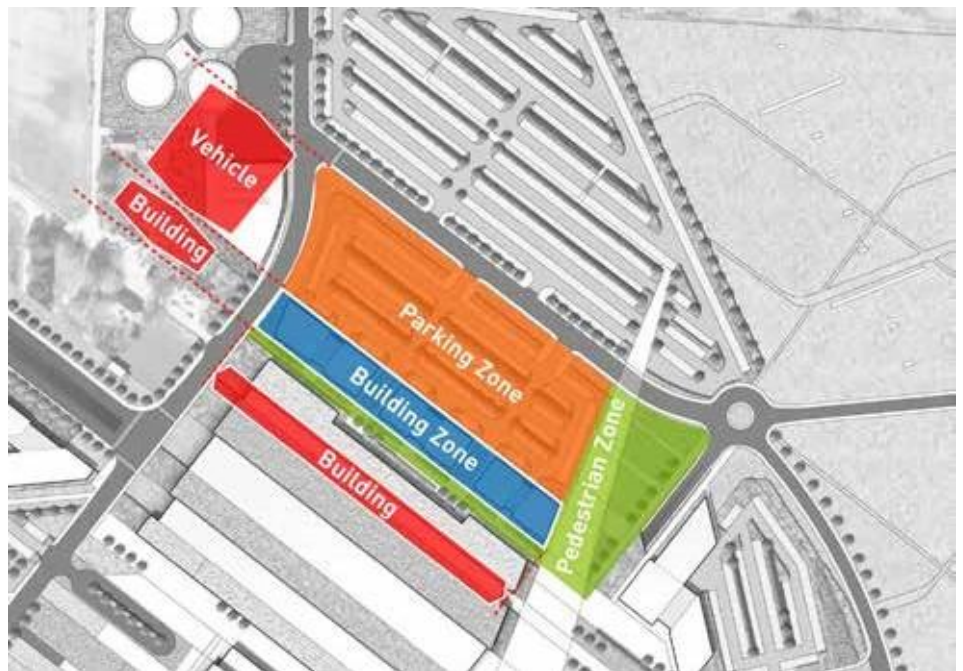 Vehicle
Building
Parking Zone
Building Zone
Building
Pedestrian Zone